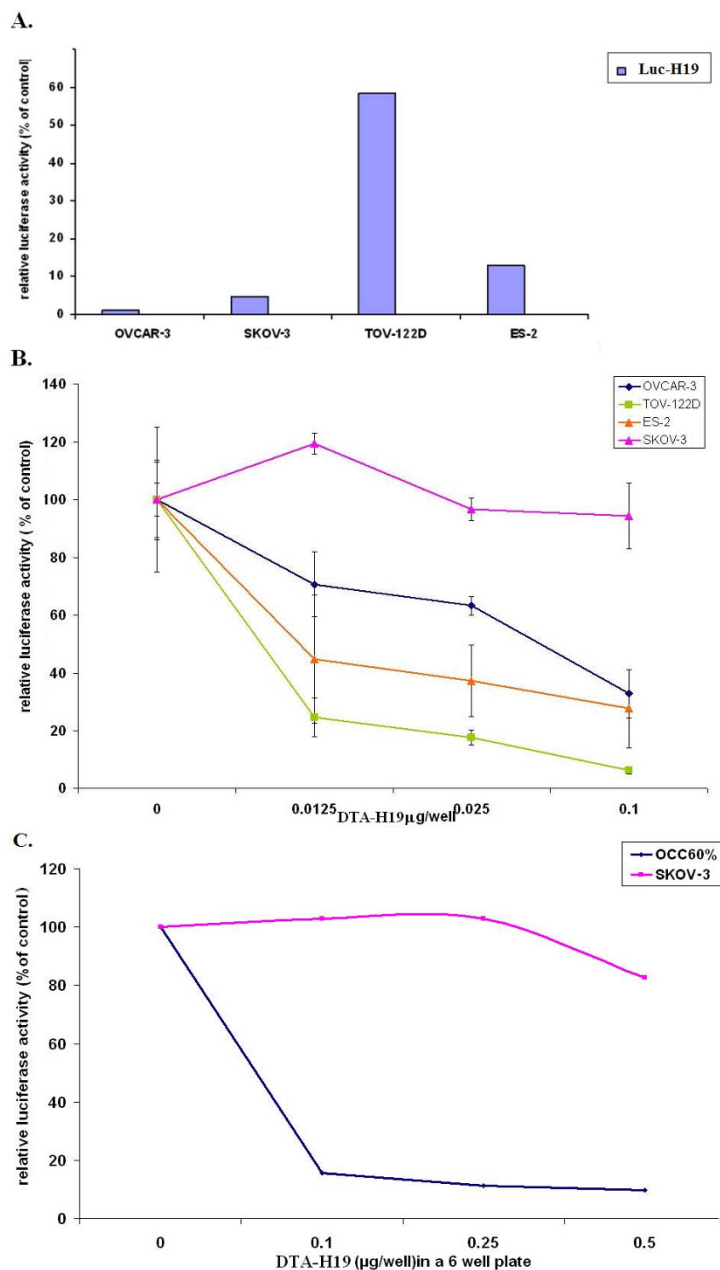 A.
relative luciferase activity (% of control|
60
50
40
30
20
10
0
OVCAR-3 SKOV-3 TOV-122D ES-2
Luc-H19
B.
relative luciferase activity ( % of control)
140
120
100
80
60
40
20
0
0 0.0125 0.025 0.1
DTA-H19μg/well
OVCAR-3
TOV-122D
ES-2
SKOV-3
C.
relative luciferase activity (% of control)
120
100
80
60
40
20
0
0 0.1 0.25 0.5
DTA-H19 (μg/well)in a 6 well plate
OCC60%
SKOV-3